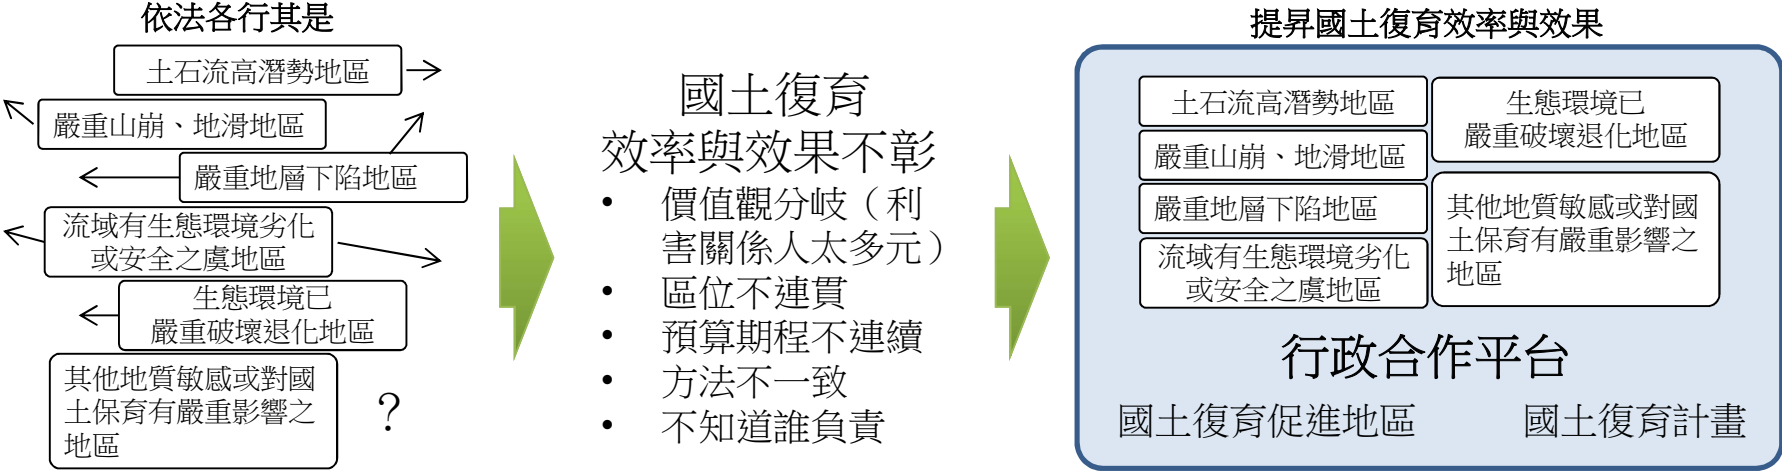 依法各行其是
土石流高潛勢地區
嚴重山崩、地滑地區
嚴重地層下陷地區
流域有生態環境劣化
或安全之虞地區
生態環境已
嚴重破壞退化地區
其他地質敏感或對國
土保育有嚴重影響之
地區
？
國土復育
效率與效果不彰
• 價值觀分岐（利
害關係人太多元）
• 區位不連貫
• 預算期程不連續
• 方法不一致
• 不知道誰負責
提昇國土復育效率與效果
土石流高潛勢地區
嚴重山崩、地滑地區
嚴重地層下陷地區
流域有生態環境劣化
或安全之虞地區
生態環境已
嚴重破壞退化地區
其他地質敏感或對國
土保育有嚴重影響之
地區
行政合作平台
國土復育促進地區
國土復育計畫